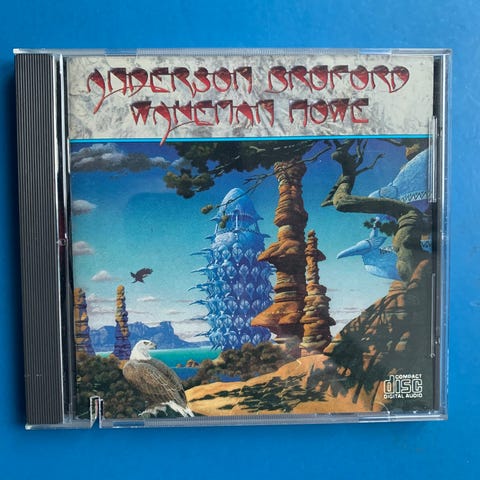 ANDERSON BRUFORD
WAKEMAN HOWE
COMPACT
disc
DIGITAL AUDIO